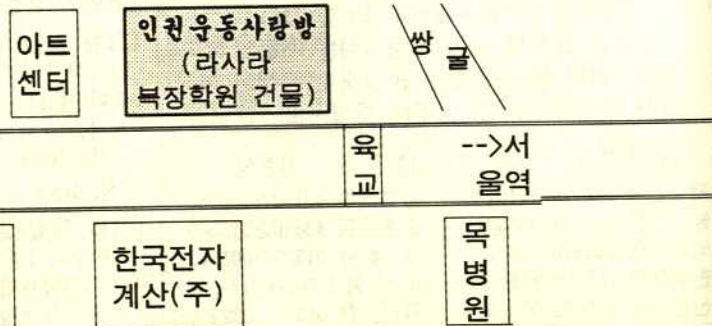 아트
센터
인권운동사랑방
(라사라
복장학원 건물)
쌍
굴
육
교
-->서
울역
한국전자
계산(주)
목
병
원